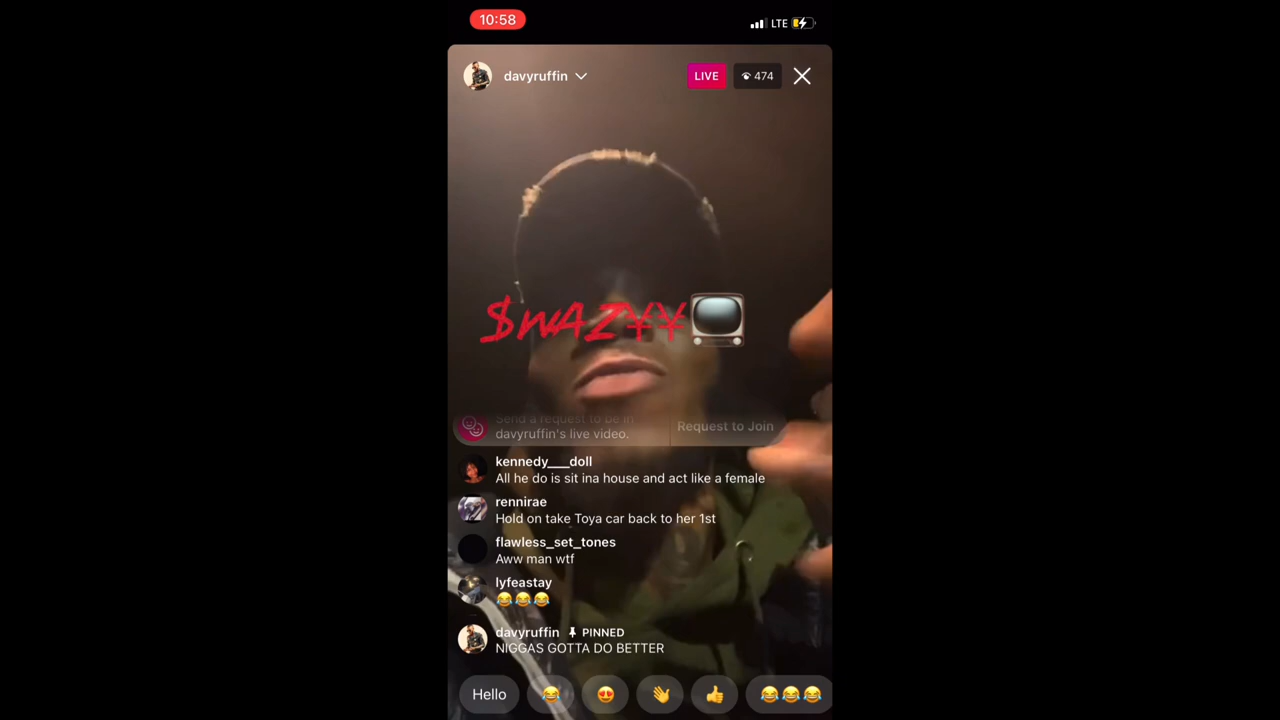 10:58
LTE
davyruffin
LIVE
474
$WAZ¥¥
Send a request to be in
davyruffin's live video.
Request to Join
kennedy___doll
All he do is sit ina house and act like a female
rennirae
Hold on take Toya car back to her 1st
flawless_set_tones
Aww man wtf
lyfeastay
😂😂😂
davyruffin PINNED
NIGGAS GOTTA DO BETTER
Hello